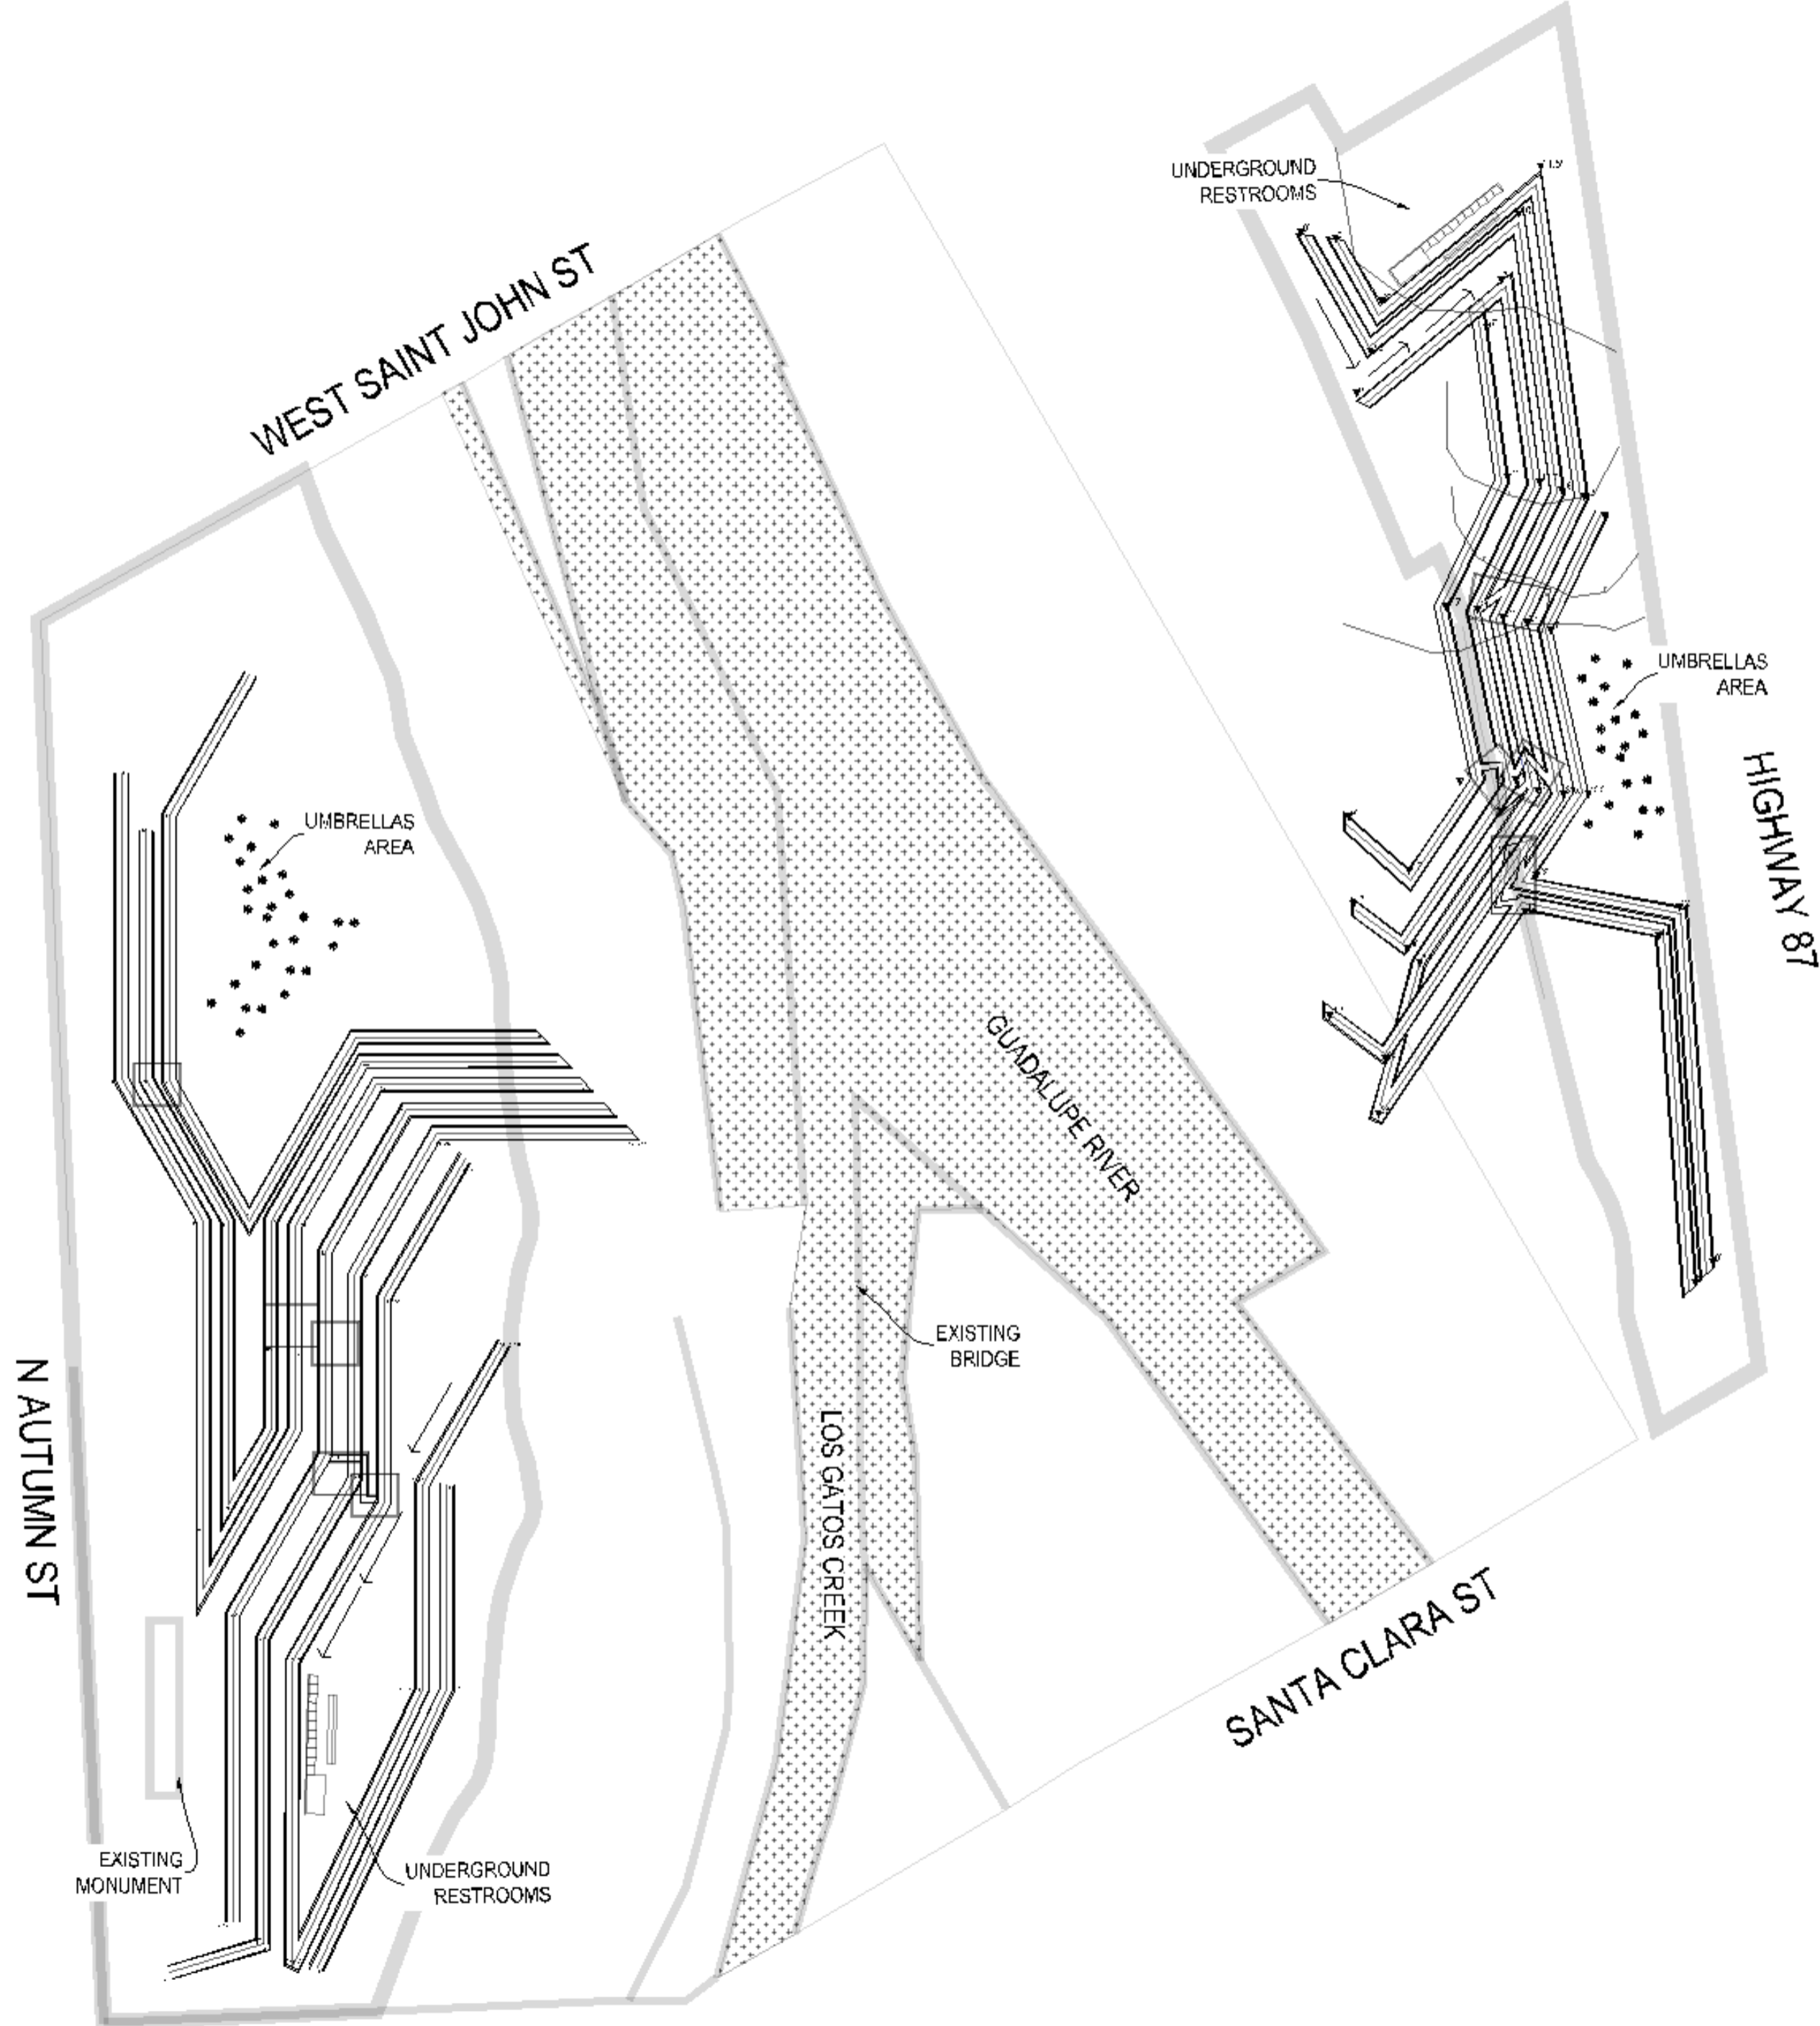 UNDERGROUND
RESTROOMS
WEST SAINT JOHN ST
UMBRELLAS
AREA
HIGHWAY 87
UMBRELLAS
AREA
GUADALUPE RIVER
EXISTING
BRIDGE
N AUTUMN ST
LOS GATOS CREEK
SANTA CLARA ST
EXISTING
MONUMENT
UNDERGROUND
RESTROOMS